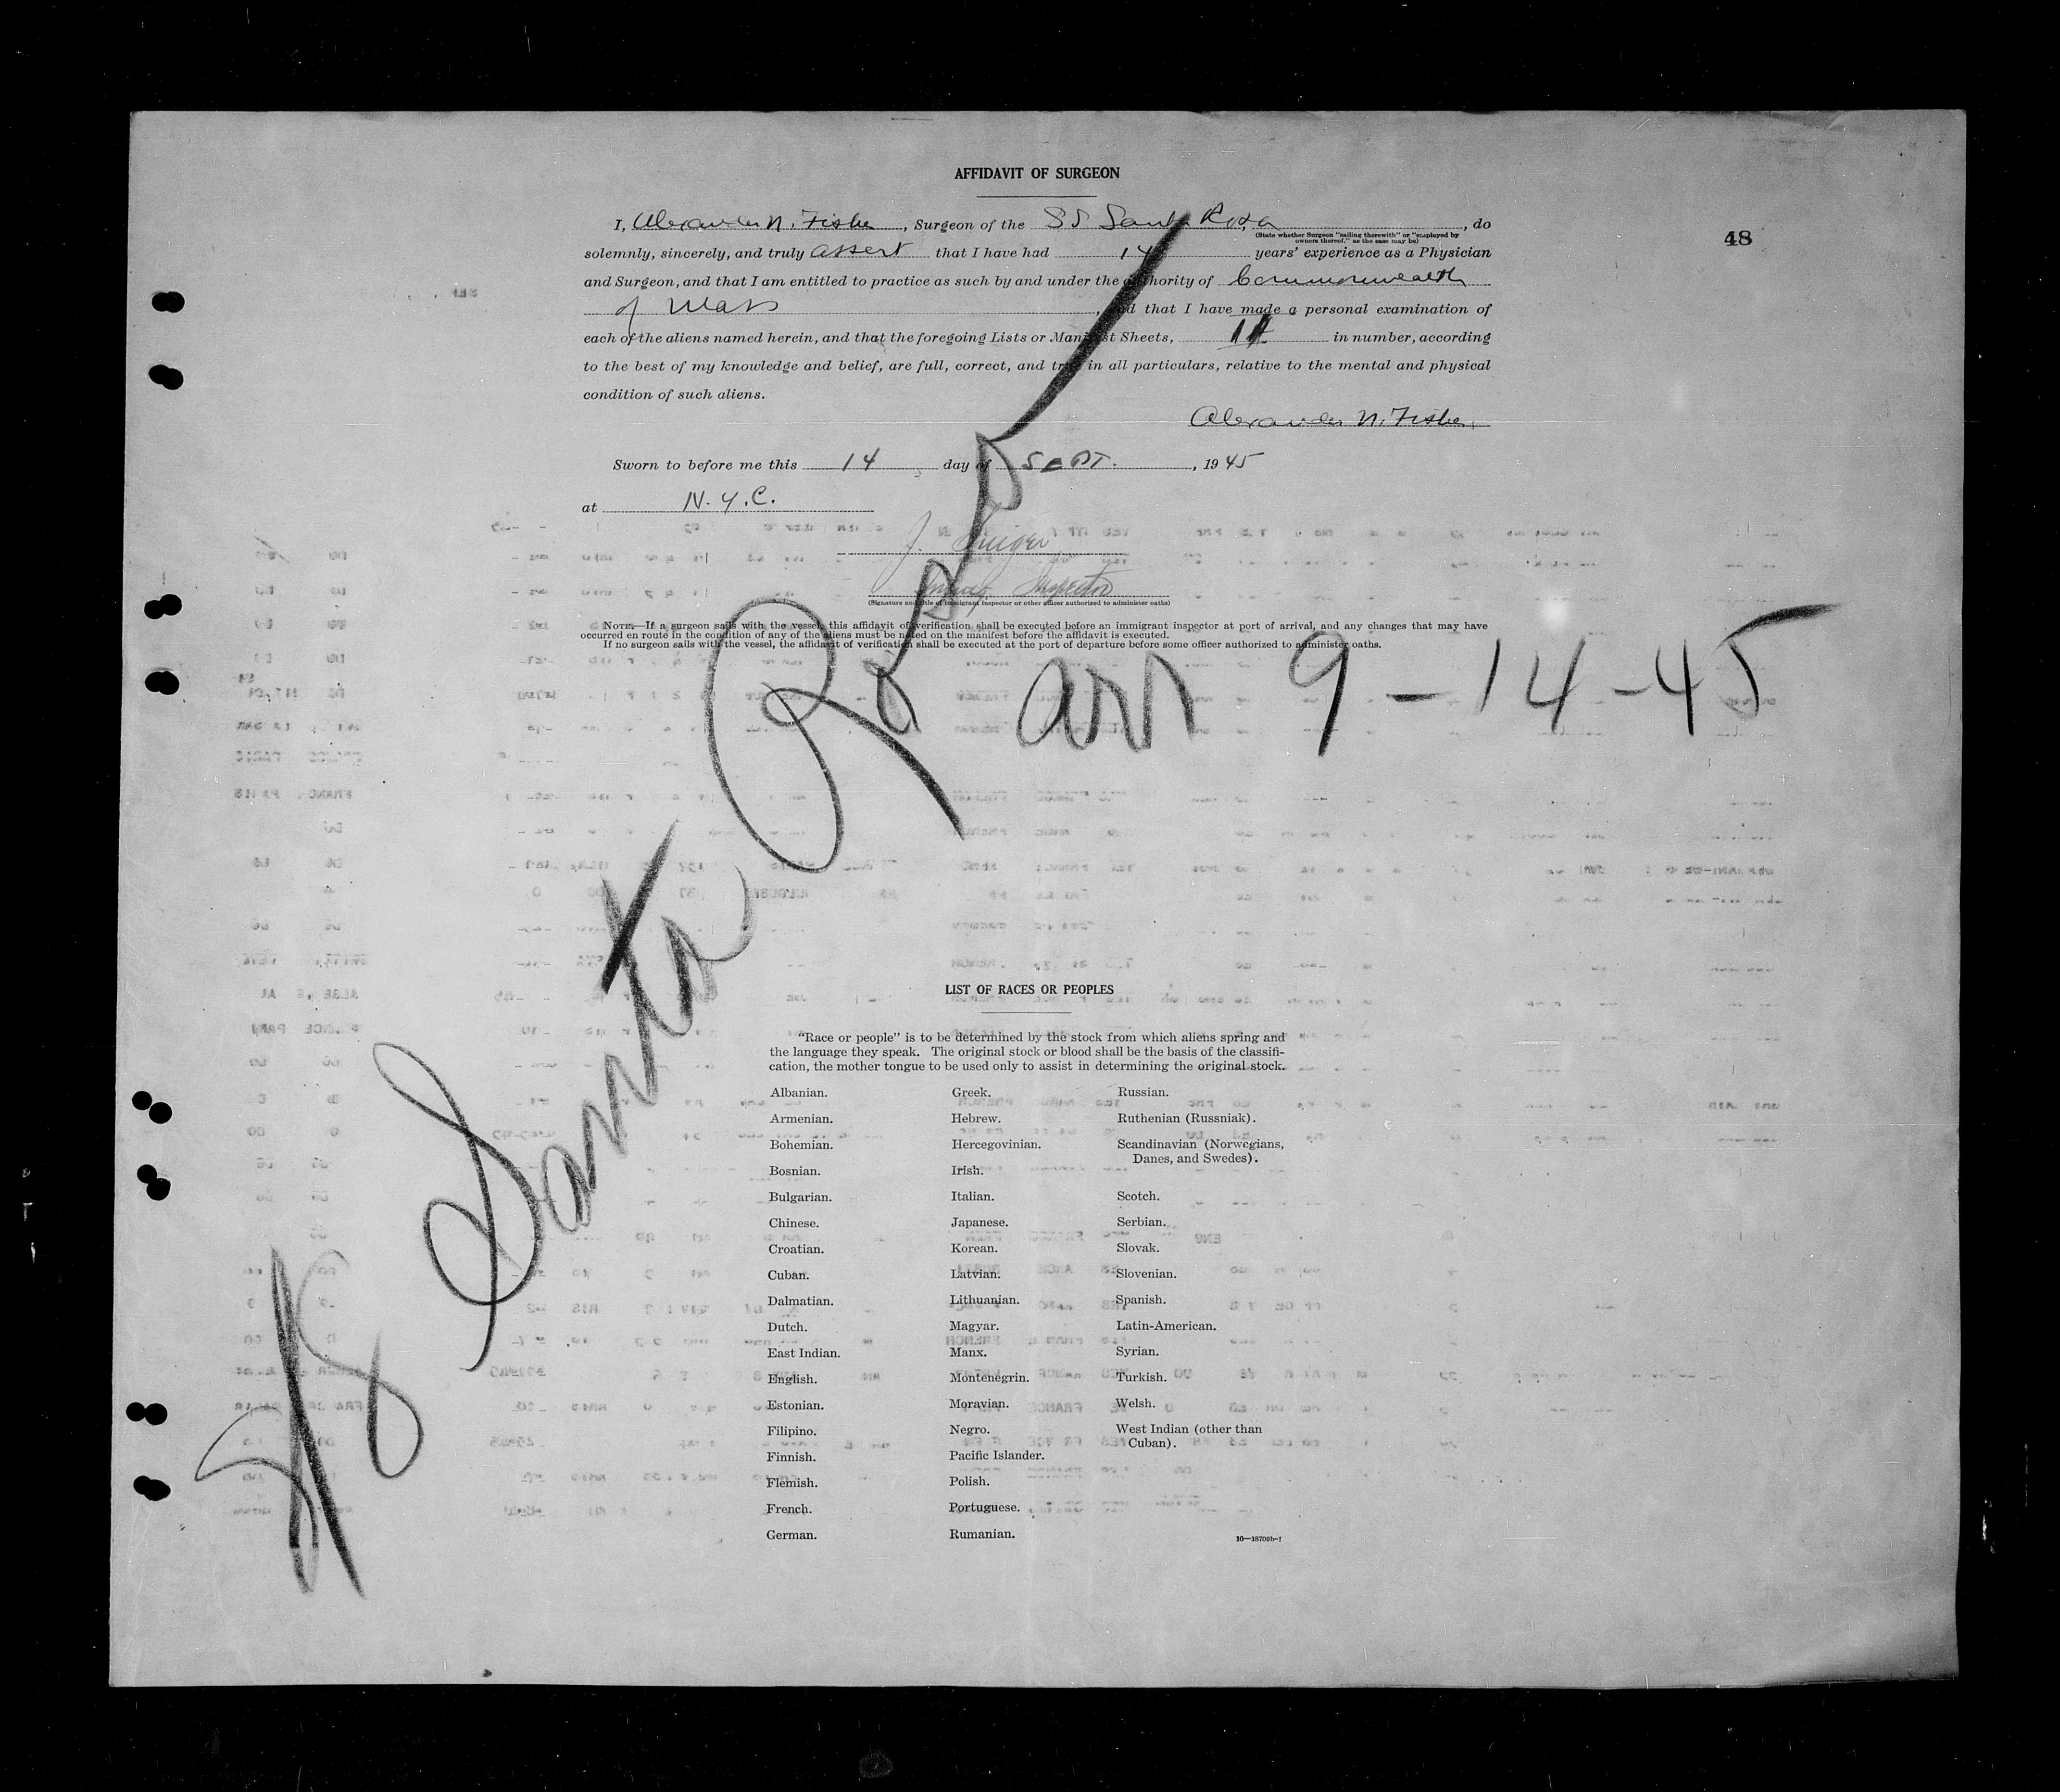 AFFIDAVIT OF SURGEON
48
I, Alexander N. Fisher, Surgeon of the SS Santa Rosa, do
(State whether Surgeon "sailing therewith" or "employed by
owners thereof," as the case may be)
solemnly, sincerely, and truly assert that I have had 14 years' experience as a Physician
and Surgeon, and that I am entitled to practice as such by and under the authority of Commonwealth
of Mass, and that I have made a personal examination of
each of the aliens named herein, and that the foregoing Lists or Manifest Sheets, in number, according
to the best of my knowledge and belief, are full, correct, and true in all particulars, relative to the mental and physical
condition of such aliens.
Alexander N. Fisher
Sworn to before me this 14 day of SEPT., 1945
at N.Y.C.
J.
Inspector
(Signature and title of immigrant inspector or other officer authorized to administer oaths)
NOTE.—If a surgeon sails with the vessel, this affidavit of verification shall be executed before an immigrant inspector at port of arrival, and any changes that may have
occurred en route in the condition of any of the aliens must be noted on the manifest before the affidavit is executed.
If no surgeon sails with the vessel, the affidavit of verification shall be executed at the port of departure before some officer authorized to administer oaths.
SS Santa Rosa
arr 9-14-45
LIST OF RACES OR PEOPLES
"Race or people" is to be determined by the stock from which aliens spring and
the language they speak. The original stock or blood shall be the basis of the classifi-
cation, the mother tongue to be used only to assist in determining the original stock.
Albanian. Greek. Russian.
Armenian. Hebrew. Ruthenian (Russniak).
Bohemian. Hercegovinian. Scandinavian (Norwegians,
Danes, and Swedes).
Bosnian. Irish.
Bulgarian. Italian. Scotch.
Chinese. Japanese. Serbian.
Croatian. Korean. Slovak.
Cuban. Latvian. Slovenian.
Dalmatian. Lithuanian. Spanish.
Dutch. Magyar. Latin-American.
East Indian. Manx. Syrian.
English. Montenegrin. Turkish.
Estonian. Moravian. Welsh.
Filipino. Negro. West Indian (other than
Cuban).
Finnish. Pacific Islander.
Flemish. Polish.
French. Portuguese.
German. Rumanian.
16—18700b-1